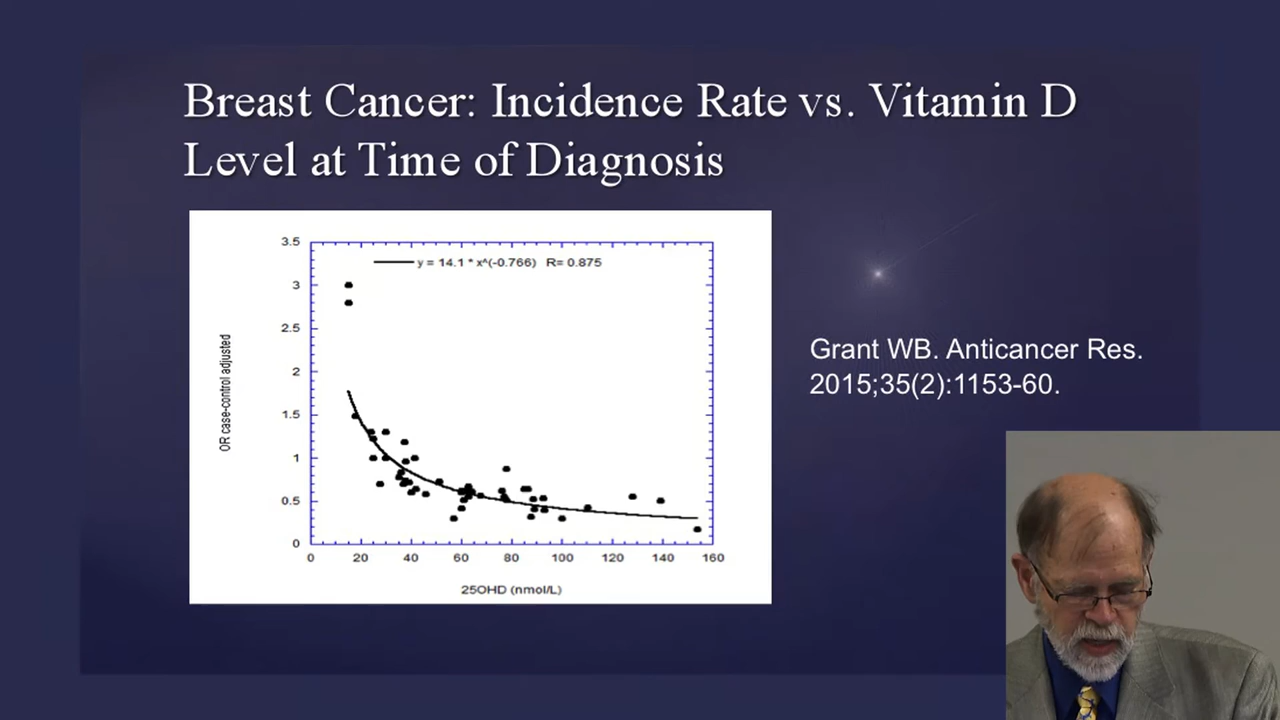 Breast Cancer: Incidence Rate vs. Vitamin D
Level at Time of Diagnosis
3.5
y = 14.1 * x^(-0.766) R= 0.875
3
2.5
2
1.5
1
0.5
0
OR case-control adjusted
0 20 40 60 80 100 120 140 160
25OHD (nmol/L)
Grant WB. Anticancer Res.
2015;35(2):1153-60.